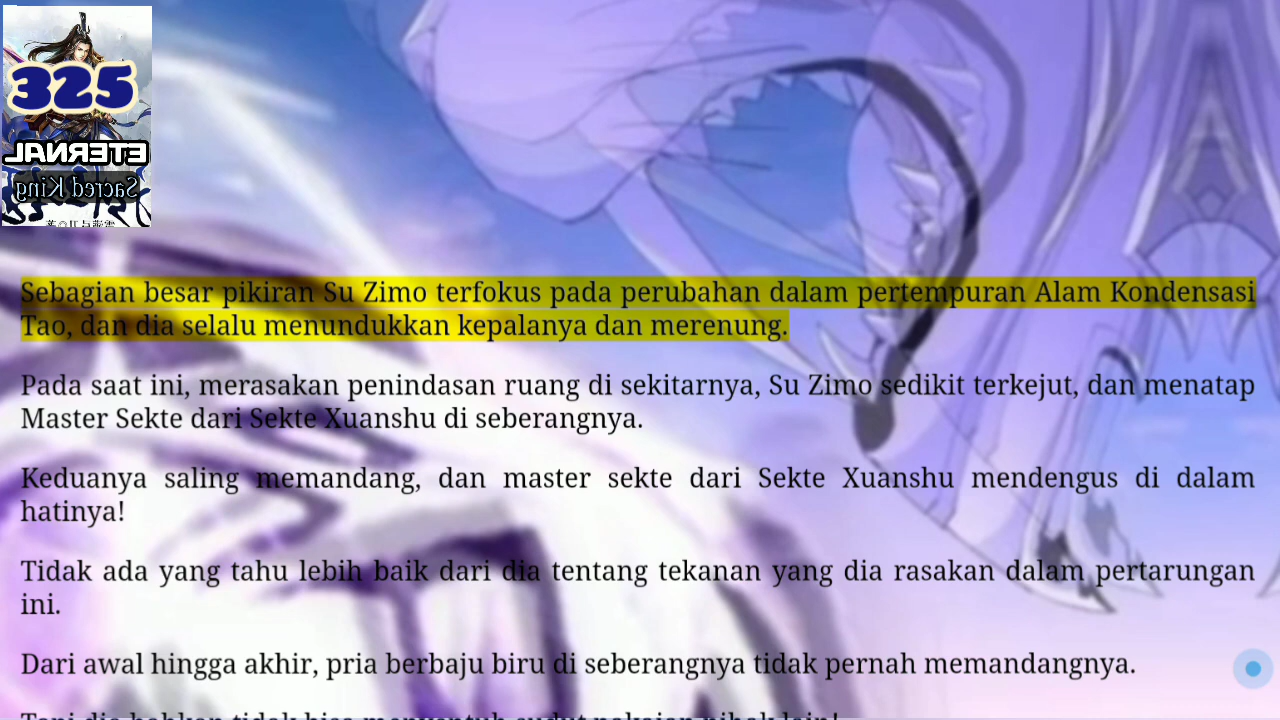 325
ETERNAL
Sacred King
Sebagian besar pikiran Su Zimo terfokus pada perubahan dalam pertempuran Alam Kondensasi
Tao, dan dia selalu menundukkan kepalanya dan merenung.
Pada saat ini, merasakan penindasan ruang di sekitarnya, Su Zimo sedikit terkejut, dan menatap
Master Sekte dari Sekte Xuanshu di seberangnya.
Keduanya saling memandang, dan master sekte dari Sekte Xuanshu mendengus di dalam
hatinya!
Tidak ada yang tahu lebih baik dari dia tentang tekanan yang dia rasakan dalam pertarungan
ini.
Dari awal hingga akhir, pria berbaju biru di seberangnya tidak pernah memandangnya.